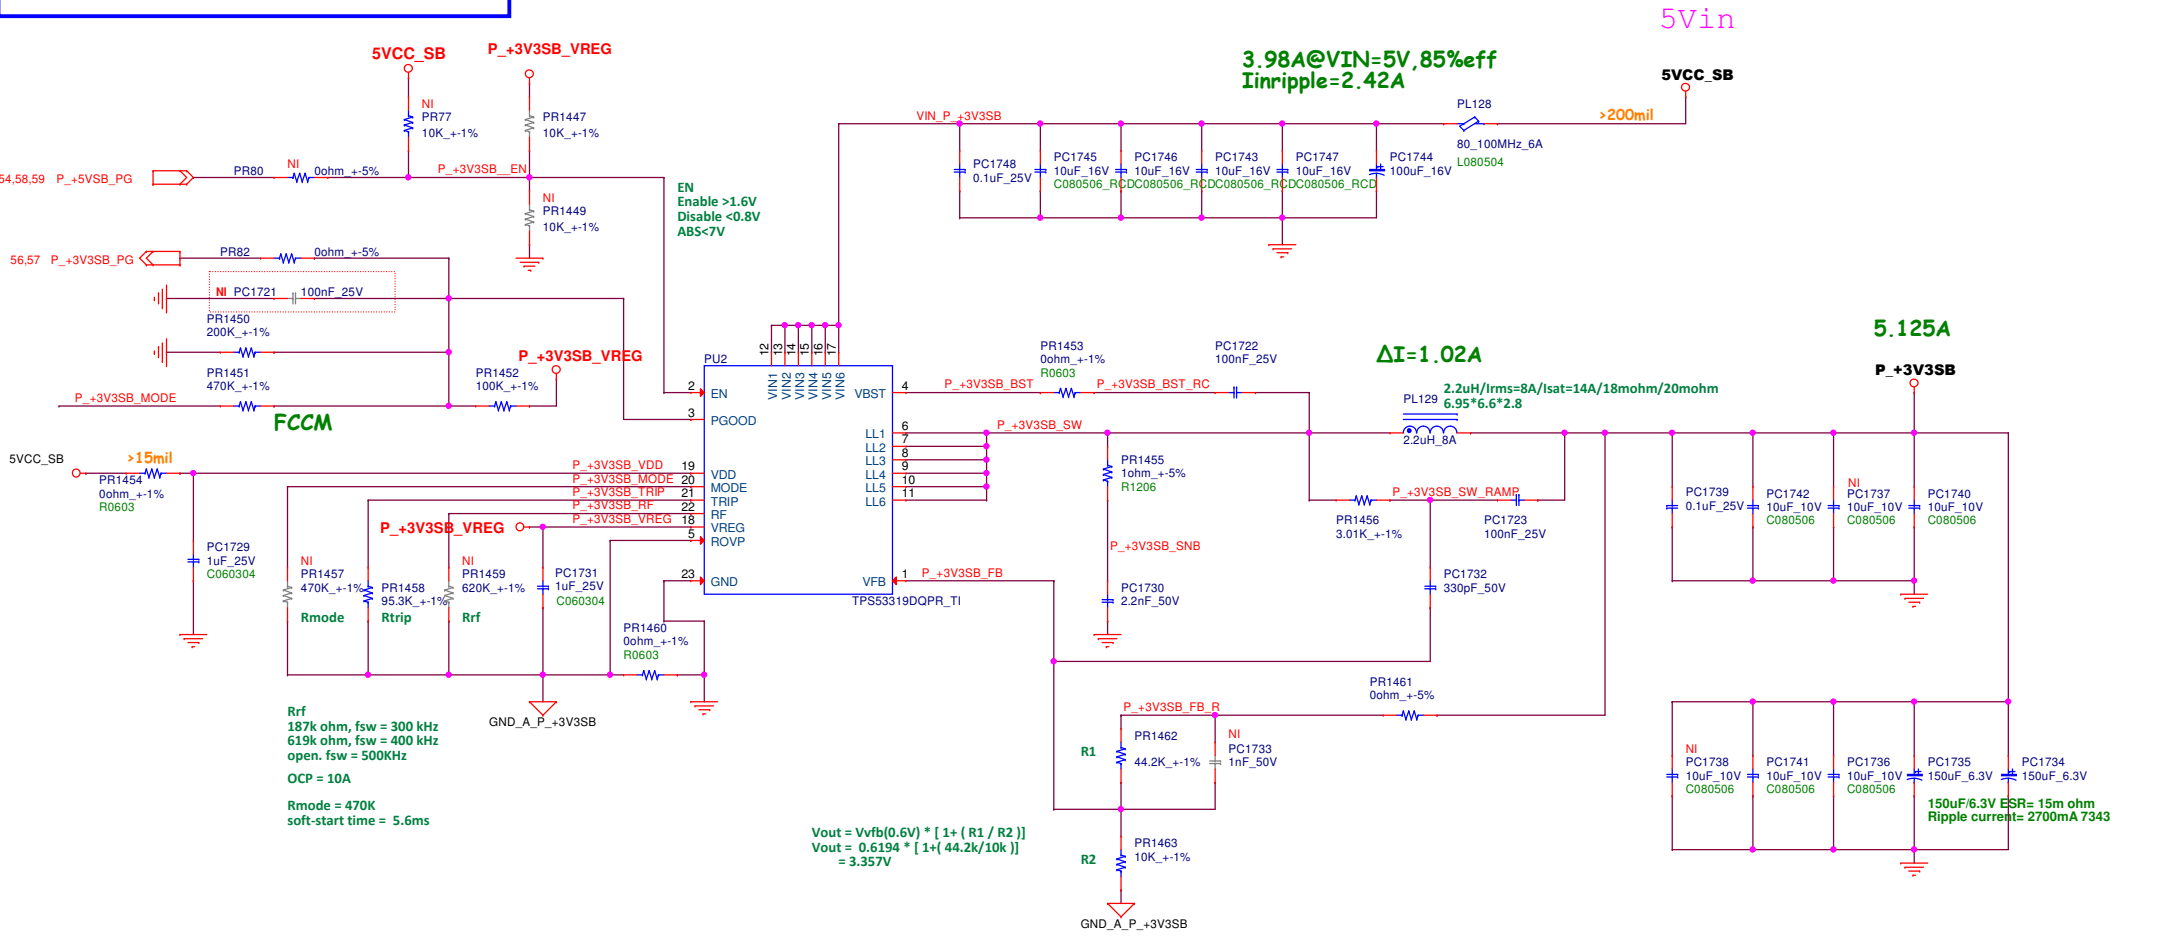 5Vin
5VCC_SB
P_+3V3SB_VREG
3.98A@VIN=5V,85%eff
Iinripple=2.42A
5VCC_SB
NI
PR77
10K_+-1%
PR1447
10K_+-1%
VIN_P_+3V3SB
PL128
80_100MHz_6A
L080504
>200mil
54,58,59 P_+5VSB_PG
PR80
NI
0ohm_+-5%
P_+3V3SB__EN
NI
PR1449
10K_+-1%
EN
Enable >1.6V
Disable <0.8V
ABS<7V
PC1748
0.1uF_25V
PC1745
10uF_16V
C080506_RCD
PC1746
10uF_16V
C080506_RCD
PC1743
10uF_16V
C080506_RCD
PC1747
10uF_16V
C080506_RCD
PC1744
100uF_16V
56,57 P_+3V3SB_PG
PR82
0ohm_+-5%
NI PC1721
100nF_25V
PR1450
200K_+-1%
PR1451
470K_+-1%
P_+3V3SB_VREG
PR1452
100K_+-1%
P_+3V3SB_MODE
FCCM
PU2
12
13
14
15
16
17
VIN1
VIN2
VIN3
VIN4
VIN5
VIN6
2
EN
3
PGOOD
19
VDD
20
MODE
21
TRIP
22
RF
18
VREG
5
ROVP
23
GND
VBST
4
LL1
6
LL2
7
LL3
8
LL4
9
LL5
10
LL6
11
VFB
1
TPS53319DQPR_TI
P_+3V3SB_BST
PR1453
0ohm_+-1%
R0603
P_+3V3SB_BST_RC
PC1722
100nF_25V
ΔI=1.02A
2.2uH/Irms=8A/Isat=14A/18mohm/20mohm
6.95*6.6*2.8
PL129
2.2uH_8A
5.125A
P_+3V3SB
P_+3V3SB_SW
PR1455
1ohm_+-5%
R1206
P_+3V3SB_SW_RAMP
PR1456
3.01K_+-1%
PC1723
100nF_25V
P_+3V3SB_SNB
PC1730
2.2nF_50V
P_+3V3SB_FB
PC1732
330pF_50V
PC1739
0.1uF_25V
PC1742
10uF_10V
C080506
NI
PC1737
10uF_10V
C080506
PC1740
10uF_10V
C080506
5VCC_SB
>15mil
PR1454
0ohm_+-1%
R0603
P_+3V3SB_VDD
P_+3V3SB_MODE
P_+3V3SB_TRIP
P_+3V3SB_RF
P_+3V3SB_VREG
P_+3V3SB_VREG
PC1729
1uF_25V
C060304
NI
PR1457
470K_+-1%
Rmode
PR1458
95.3K_+-1%
Rtrip
NI
PR1459
620K_+-1%
Rrf
PC1731
1uF_25V
C060304
PR1460
0ohm_+-1%
R0603
GND_A_P_+3V3SB
Rrf
187k ohm, fsw = 300 kHz
619k ohm, fsw = 400 kHz
open. fsw = 500KHz
OCP = 10A
Rmode = 470K
soft-start time = 5.6ms
PR1461
0ohm_+-5%
P_+3V3SB_FB_R
R1
PR1462
44.2K_+-1%
NI
PC1733
1nF_50V
Vout = Vvfb(0.6V) * [ 1+ ( R1 / R2 )]
Vout = 0.6194 * [ 1+( 44.2k/10k )]
= 3.357V
R2
PR1463
10K_+-1%
GND_A_P_+3V3SB
NI
PC1738
10uF_10V
C080506
PC1741
10uF_10V
C080506
PC1736
10uF_10V
C080506
PC1735
150uF_6.3V
PC1734
150uF_6.3V
150uF/6.3V ESR= 15m ohm
Ripple current= 2700mA 7343